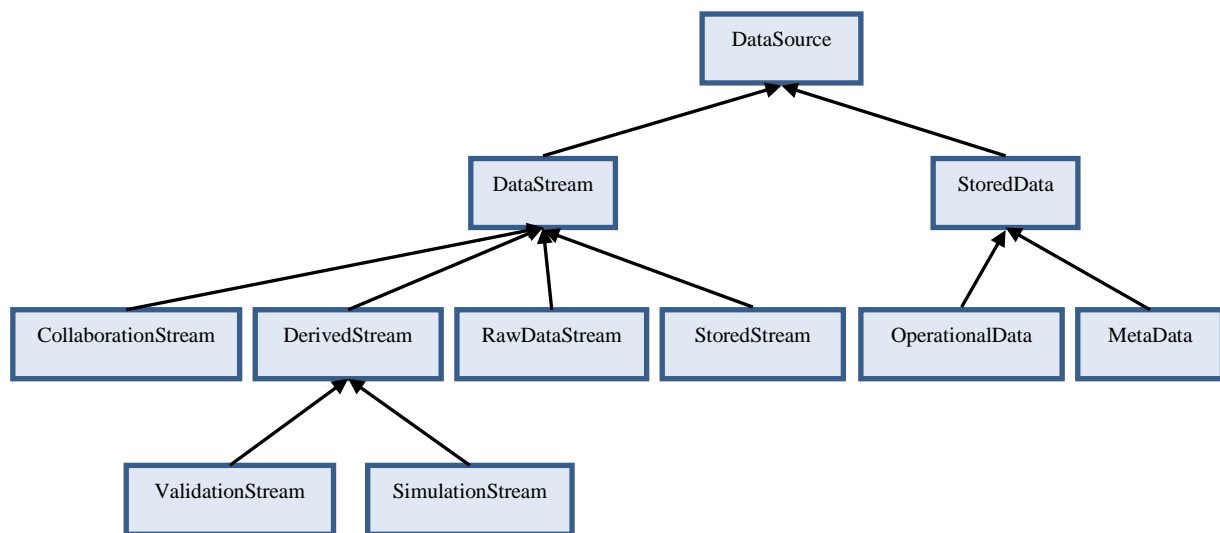 DataSource
DataStream
StoredData
CollaborationStream
DerivedStream
RawDataStream
StoredStream
OperationalData
MetaData
ValidationStream
SimulationStream